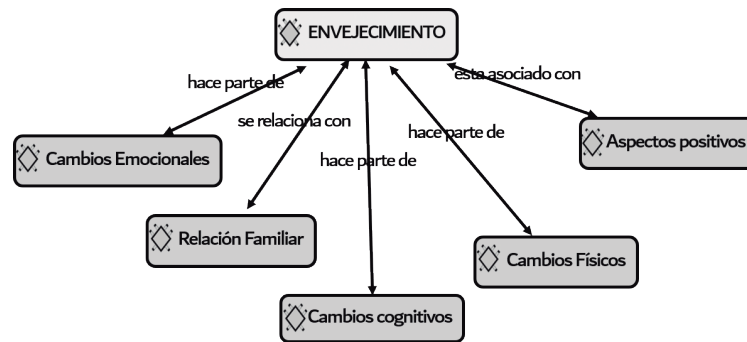 ENVEJECIMIENTO
hace parte de
esta asociado con
se relaciona con
hace parte de
hace parte de
Cambios Emocionales
Aspectos positivos
Relación Familiar
Cambios Físicos
Cambios cognitivos